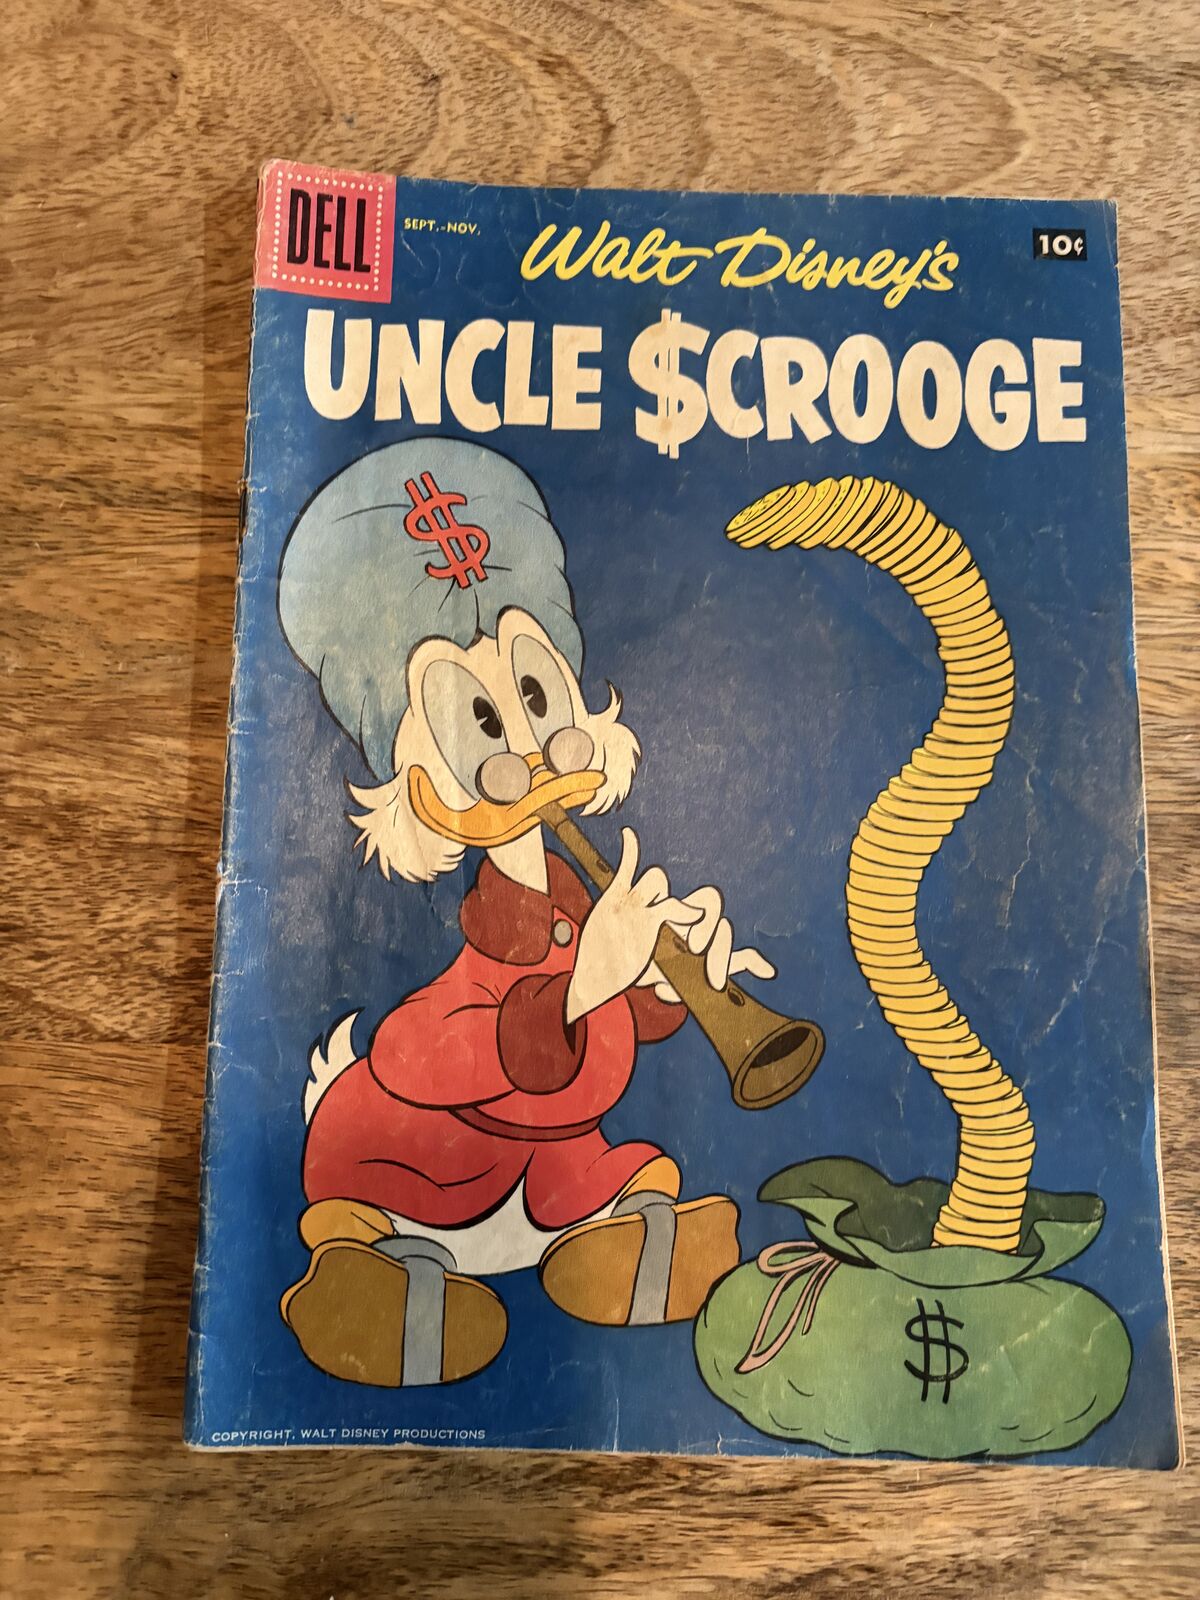 DELL
SEPT.-NOV.
Walt Disney's
10¢
UNCLE $CROOGE
$
$
COPYRIGHT, WALT DISNEY PRODUCTIONS